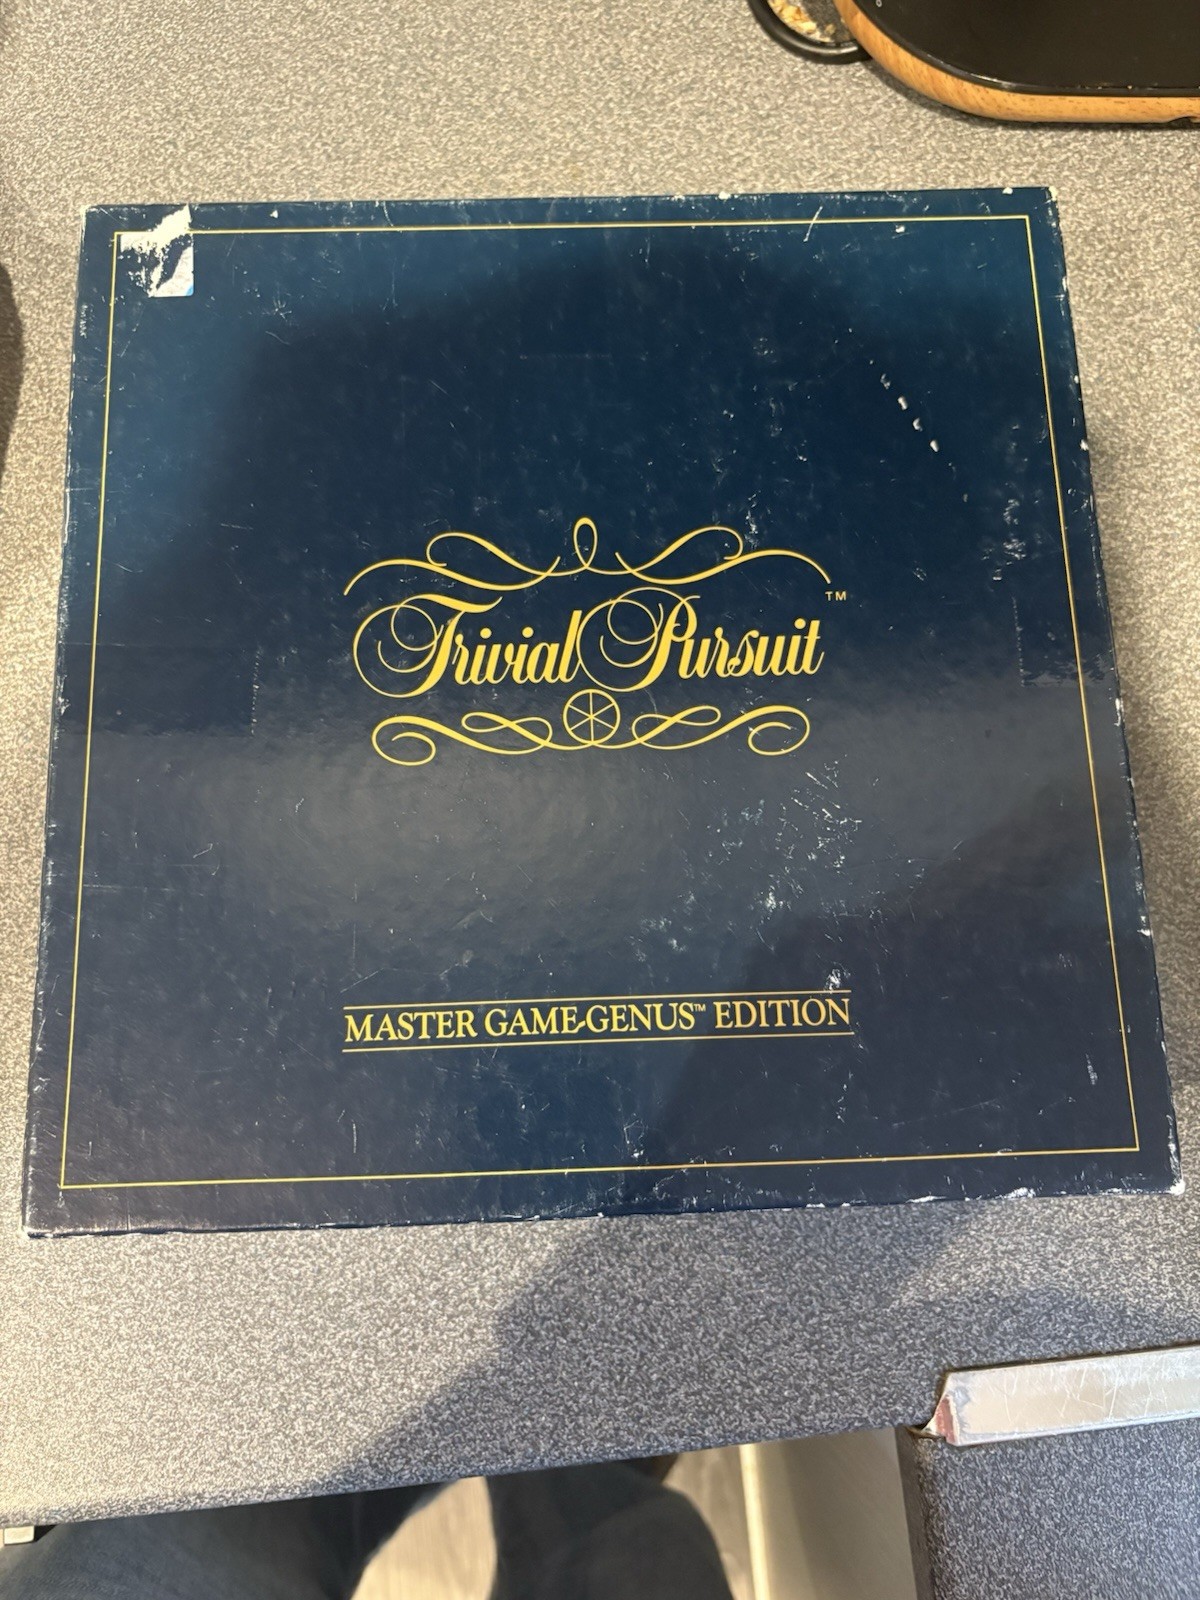 Trivial Pursuit™
MASTER GAME-GENUS™ EDITION